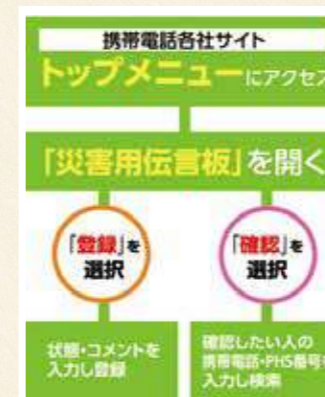 携帯電話各社サイト
トップメニューにアクセス
「災害用伝言板」を開く
「登録」を
選択
「確認」を
選択
状態・コメントを
入力し登録
確認したい人の
携帯電話・PHS番号を
入力し検索